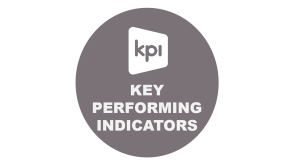 kpi
KEY
PERFORMING
INDICATORS